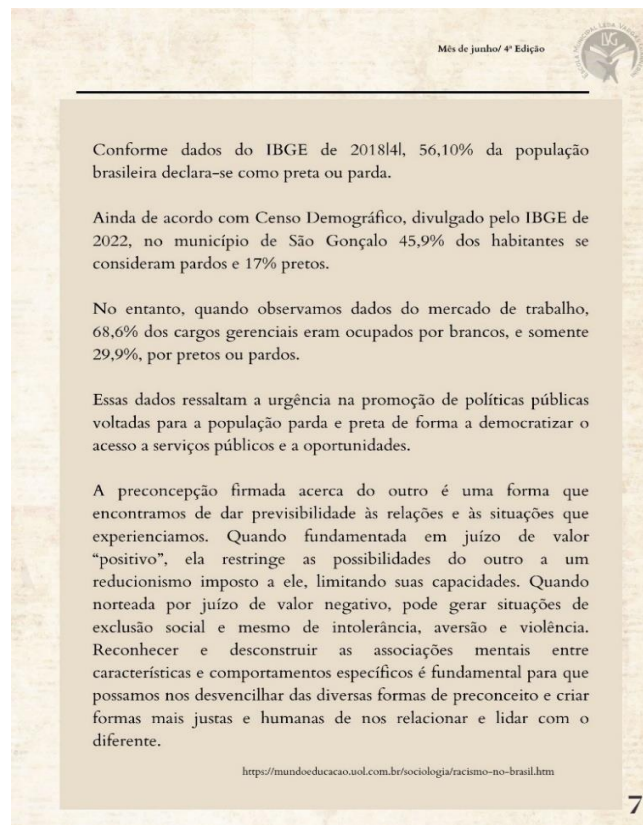 Mês de junho/ 4ª Edição
Conforme dados do IBGE de 2018|4|, 56,10% da população
brasileira declara-se como preta ou parda.
Ainda de acordo com Censo Demográfico, divulgado pelo IBGE de
2022, no município de São Gonçalo 45,9% dos habitantes se
consideram pardos e 17% pretos.
No entanto, quando observamos dados do mercado de trabalho,
68,6% dos cargos gerenciais eram ocupados por brancos, e somente
29,9%, por pretos ou pardos.
Essas dados ressaltam a urgência na promoção de políticas públicas
voltadas para a população parda e preta de forma a democratizar o
acesso a serviços públicos e a oportunidades.
A preconcepção firmada acerca do outro é uma forma que
encontramos de dar previsibilidade às relações e às situações que
experienciamos. Quando fundamentada em juízo de valor
“positivo”, ela restringe as possibilidades do outro a um
reducionismo imposto a ele, limitando suas capacidades. Quando
norteada por juízo de valor negativo, pode gerar situações de
exclusão social e mesmo de intolerância, aversão e violência.
Reconhecer e desconstruir as associações mentais entre
características e comportamentos específicos é fundamental para que
possamos nos desvencilhar das diversas formas de preconceito e criar
formas mais justas e humanas de nos relacionar e lidar com o
diferente.
https://mundoeducacao.uol.com.br/sociologia/racismo-no-brasil.htm
7